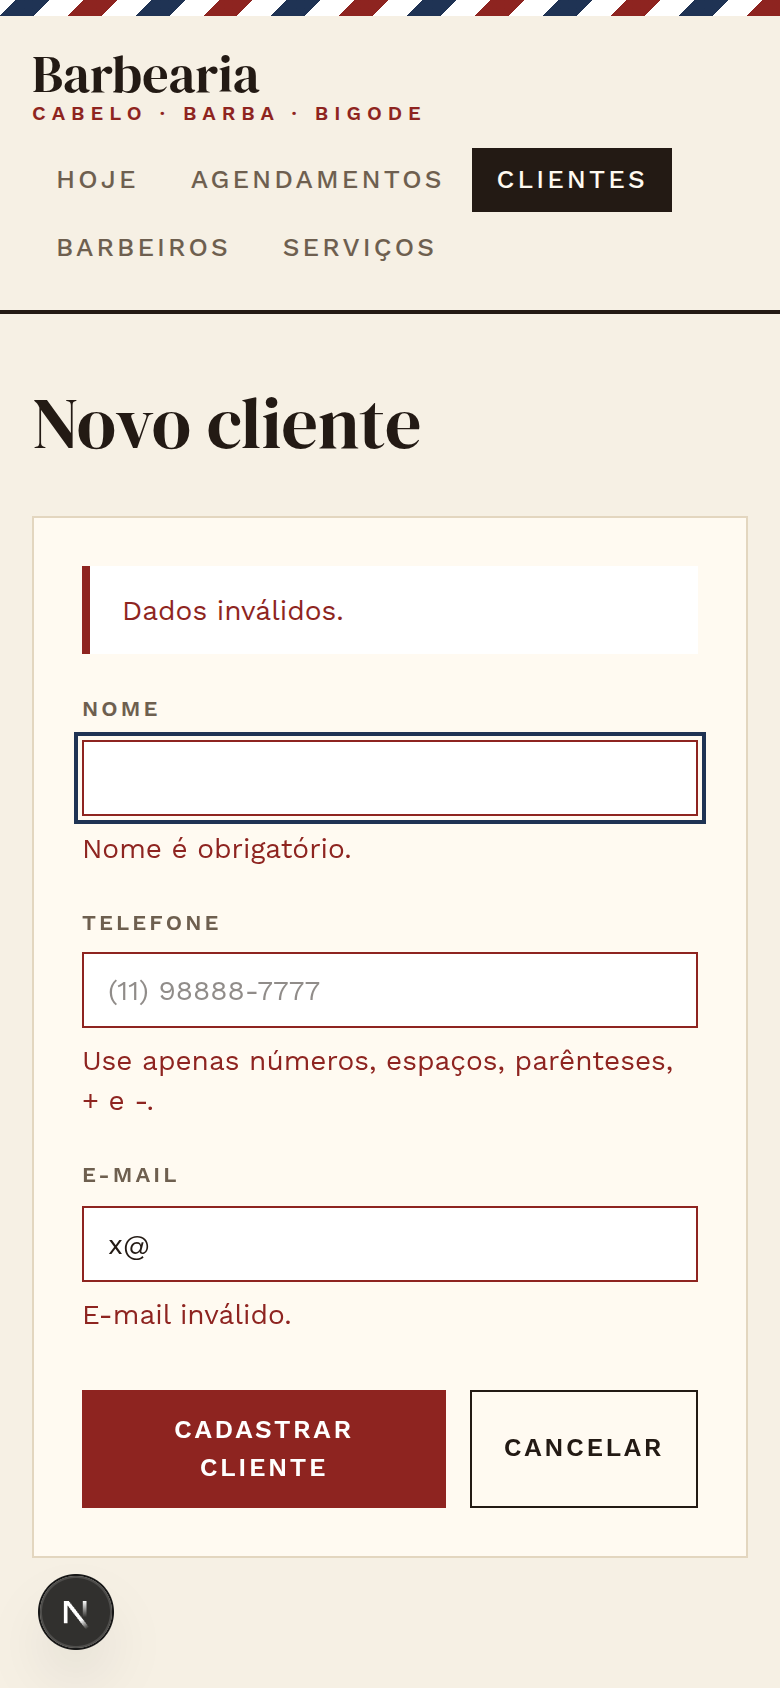 Barbearia
CABELO · BARBA · BIGODE
HOJE AGENDAMENTOS CLIENTES
BARBEIROS SERVIÇOS
Novo cliente
Dados inválidos.
NOME
Nome é obrigatório.
TELEFONE
(11) 98888-7777
Use apenas números, espaços, parênteses,
+ e -.
E-MAIL
x@
E-mail inválido.
CADASTRAR
CLIENTE
CANCELAR
N